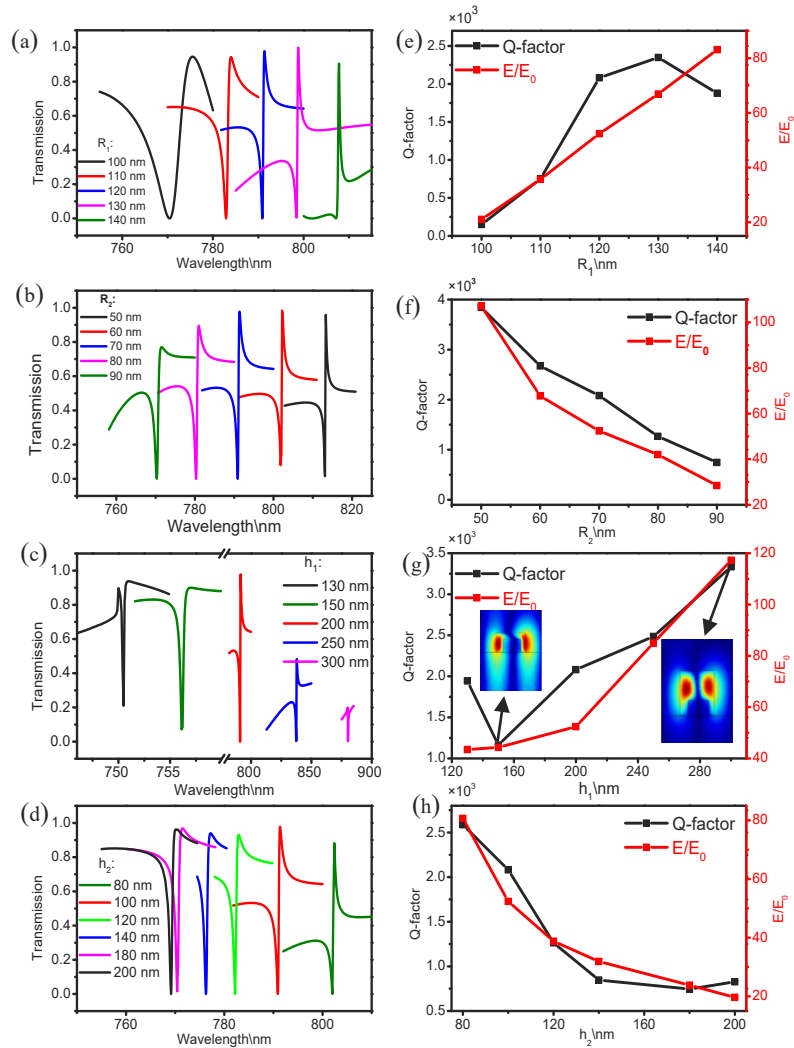 (a)
Transmission
1.0
0.8
0.6
0.4
0.2
0.0
R1:
100 nm
110 nm
120 nm
130 nm
140 nm
760
780
800
Wavelength\nm
(e)
×10³
Q-factor
2.5
2.0
1.5
1.0
0.5
0.0
Q-factor
E/E0
80
60
40
20
E/E0
100
110
120
130
140
R1\nm
(b)
Transmission
1.0
0.8
0.6
0.4
0.2
0.0
R2:
50 nm
60 nm
70 nm
80 nm
90 nm
760
780
800
820
Wavelength\nm
(f)
×10³
Q-factor
4
3
2
1
0
Q-factor
E/E0
100
80
60
40
20
E/E0
50
60
70
80
90
R2\nm
(c)
Transmission
1.0
0.8
0.6
0.4
0.2
0.0
h1:
130 nm
150 nm
200 nm
250 nm
300 nm
750
755
800
850
900
Wavelength\nm
(g)
×10³
Q-factor
3.5
3.0
2.5
2.0
1.5
1.0
Q-factor
E/E0
120
100
80
60
40
E/E0
120
160
200
240
280
h1\nm
(d)
Transmission
1.0
0.8
0.6
0.4
0.2
0.0
h2:
80 nm
100 nm
120 nm
140 nm
180 nm
200 nm
760
780
800
Wavelength\nm
(h)
×10³
Q-factor
2.5
2.0
1.5
1.0
0.5
Q-factor
E/E0
80
60
40
20
E/E0
80
120
160
200
h2\nm